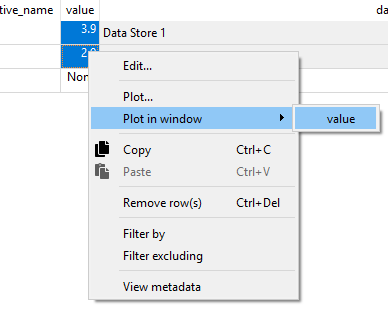 tive_name value da
3.9 Data Store 1
2.0
Non
Edit...
Plot...
Plot in window
value
Copy Ctrl+C
Paste Ctrl+V
Remove row(s) Ctrl+Del
Filter by
Filter excluding
View metadata